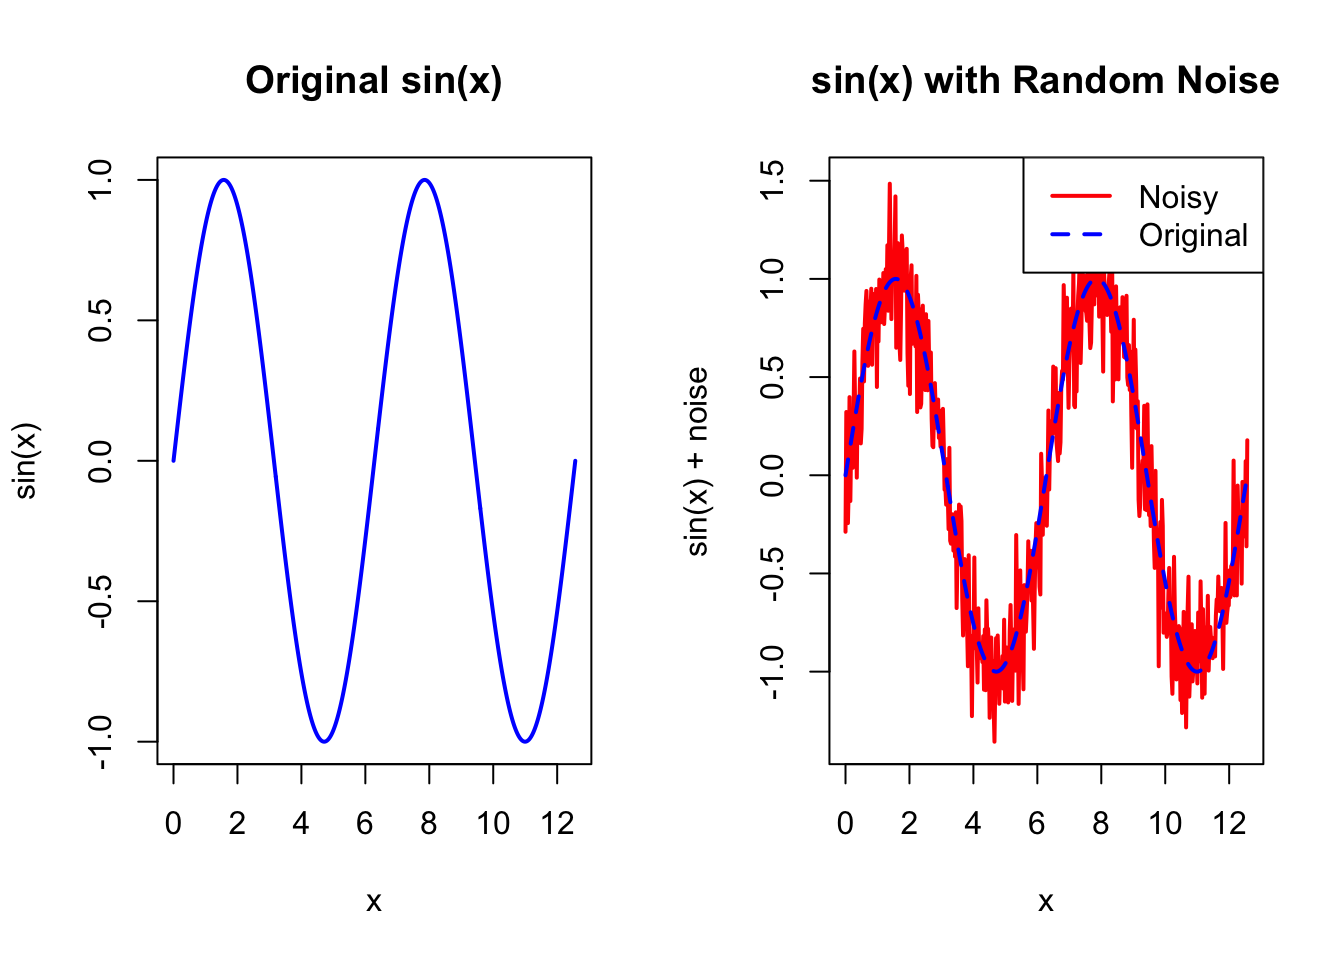 Original sin(x)
sin(x)
1.0
0.5
0.0
-0.5
-1.0
0 2 4 6 8 10 12
x
sin(x) with Random Noise
Noisy
Original
sin(x) + noise
1.5
1.0
0.5
0.0
-0.5
-1.0
0 2 4 6 8 10 12
x